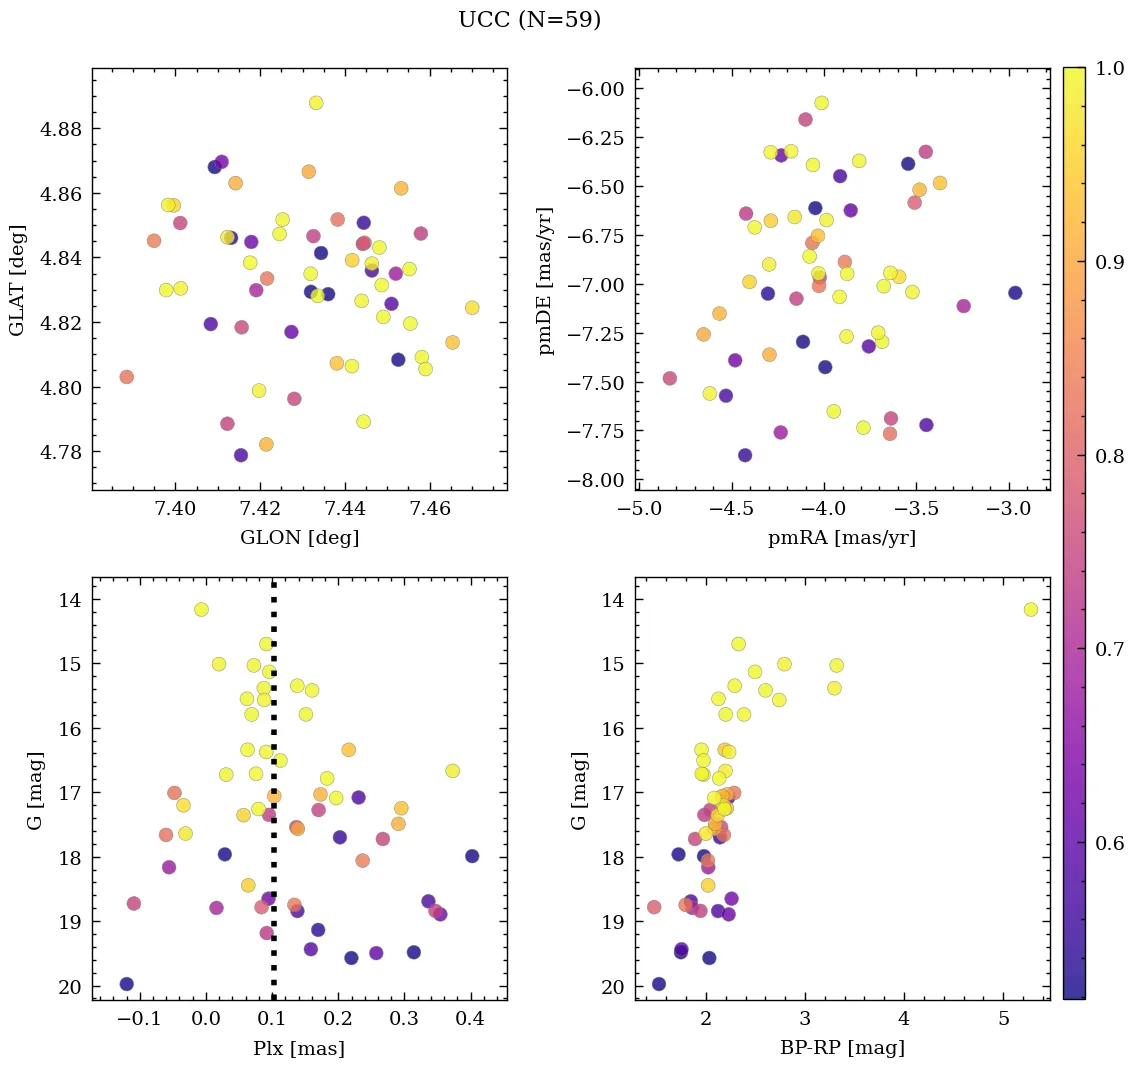 UCC (N=59)
4.88
4.86
4.84
4.82
4.80
4.78
GLAT [deg]
7.40 7.42 7.44 7.46
GLON [deg]
−6.00
−6.25
−6.50
−6.75
−7.00
−7.25
−7.50
−7.75
−8.00
pmDE [mas/yr]
−5.0 −4.5 −4.0 −3.5 −3.0
pmRA [mas/yr]
1.0
0.9
0.8
0.7
0.6
14
15
16
17
18
19
20
G [mag]
−0.1 0.0 0.1 0.2 0.3 0.4
Plx [mas]
14
15
16
17
18
19
20
G [mag]
2 3 4 5
BP-RP [mag]